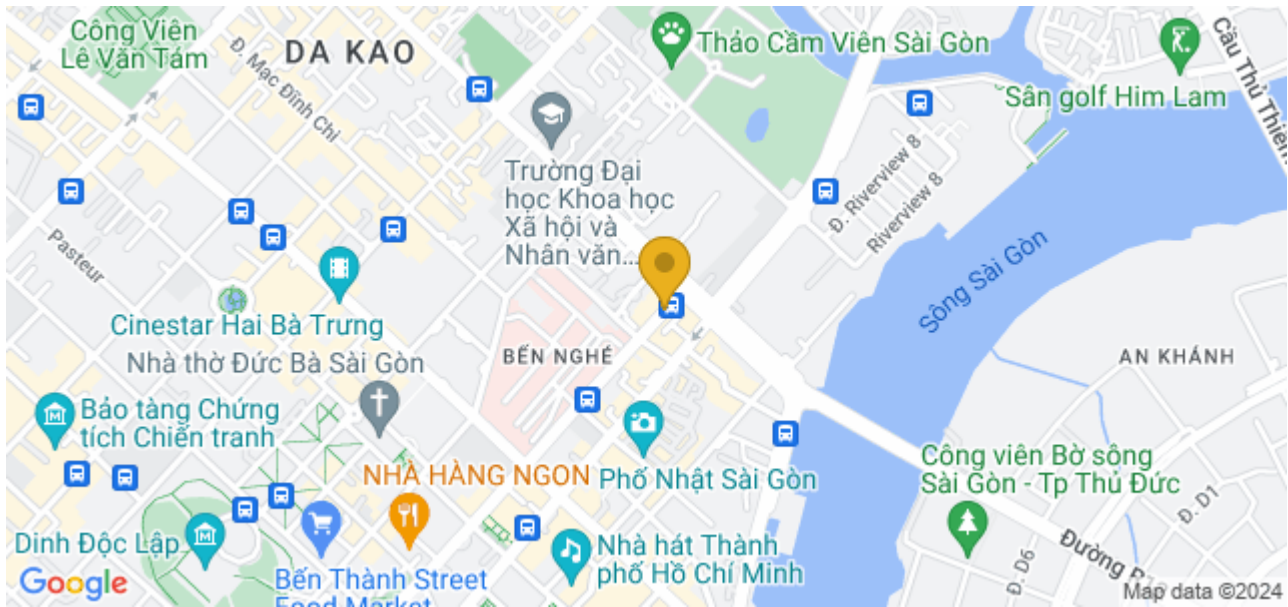 Công Viên
Lê Văn Tám
DA KAO
Thảo Cầm Viên Sài Gòn
Sân golf Him Lam
Cầu Thủ Thiêm
Đ. Mạc Đĩnh Chi
Trường Đại
học Khoa học
Xã hội và
Nhân văn...
Đ. Riverview 8
Riverview 8
Pasteur
Sông Sài Gòn
Cinestar Hai Bà Trưng
Nhà thờ Đức Bà Sài Gòn
BẾN NGHÉ
AN KHÁNH
Bảo tàng Chứng
tích Chiến tranh
NHÀ HÀNG NGON
Phố Nhật Sài Gòn
Công viên Bờ sông
Sài Gòn - Tp Thủ Đức
Đ. D1
Dinh Độc Lập
Nhà hát Thành
phố Hồ Chí Minh
Đ. D6
Đường
Bến Thành Street
Food Market
Google
Map data ©2024